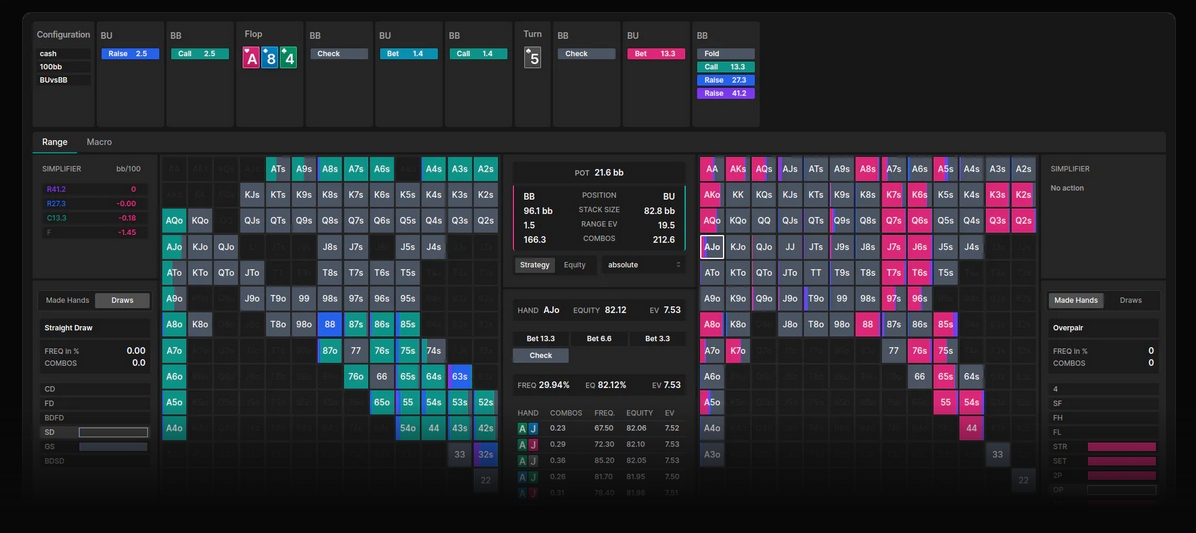 Configuration BU BB Flop BB BU BB Turn BB BU BB
cash Raise 2.5 Call 2.5 A 8 4 Check Bet 1.4 Call 1.4 5 Check Bet 13.3 Fold
100bb Call 13.3
BUvsBB Raise 27.3
Raise 41.2
Range Macro
SIMPLIFIER bb/100
R41.2 0
R27.3 -0.00
C13.3 -0.18
F -1.45
Made Hands Draws
Straight Draw
FREQ in % 0.00
COMBOS 0.0
CD
FD
BDFD
SD
GS
BDSD
ATs A9s A8s A7s A6s A4s A3s A2s
KJs KTs K9s K8s K7s K6s K5s K4s K3s K2s
AQo KQo QJs QTs Q9s Q8s Q7s Q6s Q5s Q4s Q3s Q2s
AJo KJo QJo J8s J7s J5s J4s
ATo KTo QTo JTo T8s T7s T6s T5s
A9o J9o T9o 99 98s 97s 96s 95s
A8o K8o T8o 98o 88 87s 86s 85s
A7o 87o 77 76s 75s 74s
A6o 76o 66 65s 64s 63s
A5o 65o 55 54s 53s 52s
A4o 54o 44 43s 42s
33 32s
22
POT 21.6 bb
BB POSITION BU
96.1 bb STACK SIZE 82.8 bb
1.5 RANGE EV 19.5
166.3 COMBOS 212.6
Strategy Equity absolute
HAND AJo EQUITY 82.12 EV 7.53
Bet 13.3 Bet 6.6 Bet 3.3
Check
FREQ 29.94% EQ 82.12% EV 7.53
HAND COMBOS FREQ. EQUITY EV
A J 0.23 67.50 82.06 7.52
A J 0.29 72.30 82.10 7.53
A J 0.36 85.20 82.05 7.53
A J 0.26 81.70 81.95 7.50
A J 0.31 76.40 81.98 7.51
AA AKs AQs AJs ATs A9s A8s A7s A6s A5s A4s A3s A2s
AKo KK KQs KJs KTs K9s K8s K7s K6s K5s K4s K3s K2s
AQo KQo QQ QJs QTs Q9s Q8s Q7s Q6s Q5s Q4s Q3s Q2s
AJo KJo QJo JJ JTs J9s J8s J7s J6s J5s J4s
ATo KTo QTo JTo TT T9s T8s T7s T6s T5s
A9o K9o Q9o J9o T9o 99 98s 97s 96s
A8o K8o J8o T8o 98o 88 87s 86s 85s
A7o K7o 77 76s 75s
A6o 66 65s 64s
A5o 55 54s
A4o 44
A3o 33
22
SIMPLIFIER
No action
Made Hands Draws
Overpair
FREQ in % 0
COMBOS 0
4
SF
FH
FL
STR
SET
2P
OP